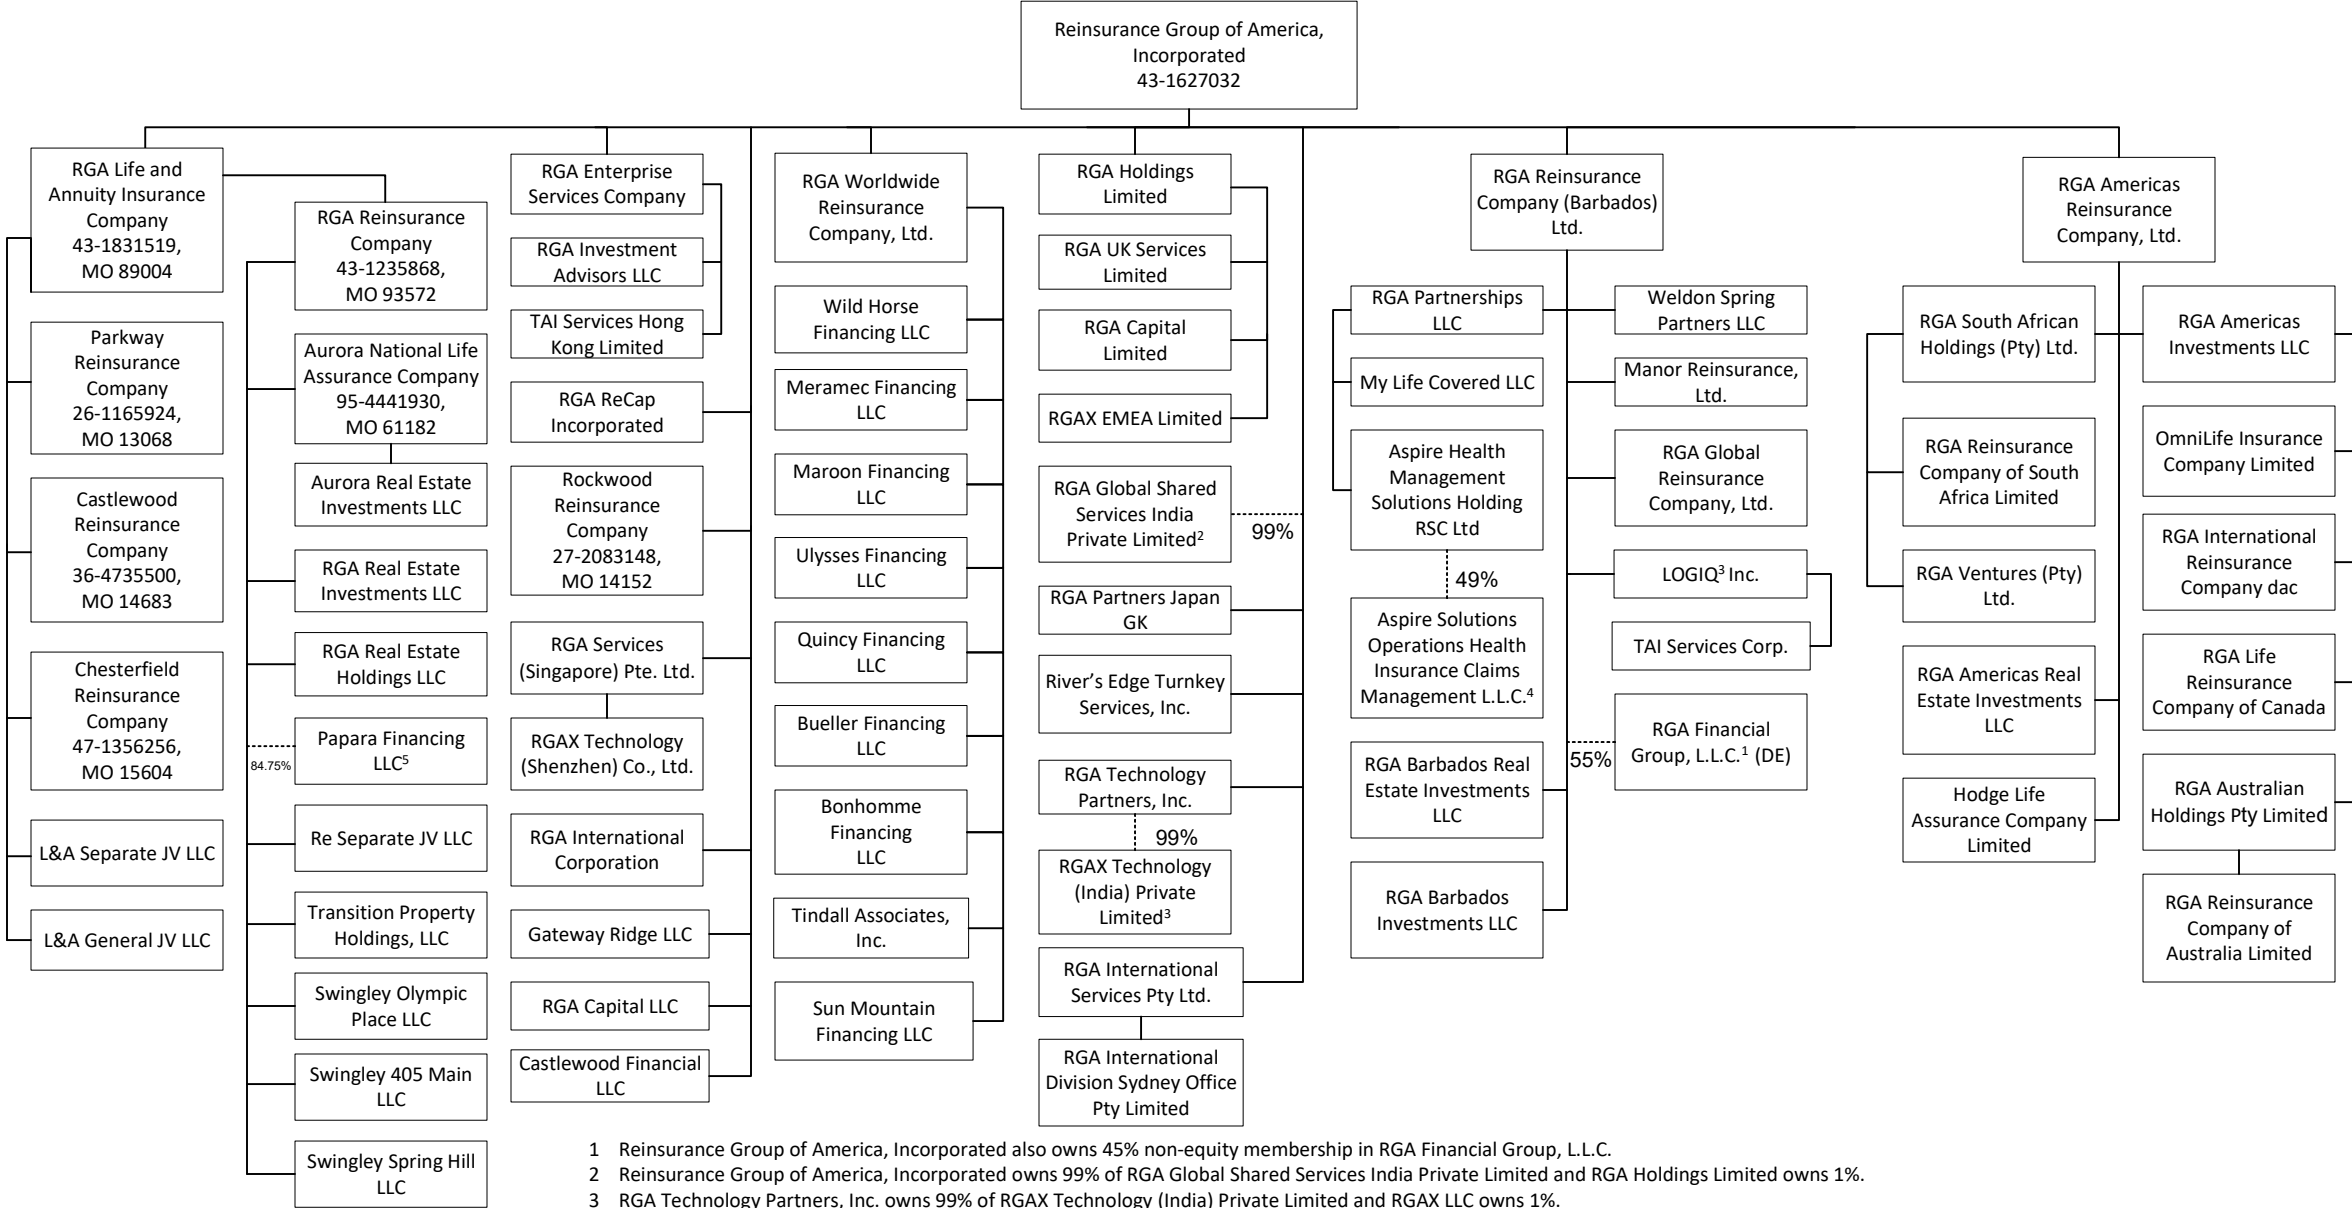 Reinsurance Group of America,
Incorporated
43-1627032
RGA Life and
Annuity Insurance
Company
43-1831519,
MO 89004
Parkway
Reinsurance
Company
26-1165924,
MO 13068
Castlewood
Reinsurance
Company
36-4735500,
MO 14683
Chesterfield
Reinsurance
Company
47-1356256,
MO 15604
L&A Separate JV LLC
L&A General JV LLC
RGA Reinsurance
Company
43-1235868,
MO 93572
Aurora National Life
Assurance Company
95-4441930,
MO 61182
Aurora Real Estate
Investments LLC
RGA Real Estate
Investments LLC
RGA Real Estate
Holdings LLC
84.75%
Papara Financing
LLC5
Re Separate JV LLC
Transition Property
Holdings, LLC
Swingley Olympic
Place LLC
Swingley 405 Main
LLC
Swingley Spring Hill
LLC
RGA Enterprise
Services Company
RGA Investment
Advisors LLC
TAI Services Hong
Kong Limited
RGA ReCap
Incorporated
Rockwood
Reinsurance
Company
27-2083148,
MO 14152
RGA Services
(Singapore) Pte. Ltd.
RGAX Technology
(Shenzhen) Co., Ltd.
RGA International
Corporation
Gateway Ridge LLC
RGA Capital LLC
Castlewood Financial
LLC
RGA Worldwide
Reinsurance
Company, Ltd.
Wild Horse
Financing LLC
Meramec Financing
LLC
Maroon Financing
LLC
Ulysses Financing
LLC
Quincy Financing
LLC
Bueller Financing
LLC
Bonhomme
Financing
LLC
Tindall Associates,
Inc.
Sun Mountain
Financing LLC
RGA Holdings
Limited
RGA UK Services
Limited
RGA Capital
Limited
RGAX EMEA Limited
RGA Global Shared
Services India
Private Limited2
99%
RGA Partners Japan
GK
River's Edge Turnkey
Services, Inc.
RGA Technology
Partners, Inc.
99%
RGAX Technology
(India) Private
Limited3
RGA International
Services Pty Ltd.
RGA International
Division Sydney Office
Pty Limited
RGA Reinsurance
Company (Barbados)
Ltd.
RGA Partnerships
LLC
My Life Covered LLC
Aspire Health
Management
Solutions Holding
RSC Ltd
49%
Aspire Solutions
Operations Health
Insurance Claims
Management L.L.C.4
RGA Barbados Real
Estate Investments
LLC
RGA Barbados
Investments LLC
Weldon Spring
Partners LLC
Manor Reinsurance,
Ltd.
RGA Global
Reinsurance
Company, Ltd.
LOGIQ3 Inc.
TAI Services Corp.
55%
RGA Financial
Group, L.L.C.1 (DE)
RGA Americas
Reinsurance
Company, Ltd.
RGA South African
Holdings (Pty) Ltd.
RGA Reinsurance
Company of South
Africa Limited
RGA Ventures (Pty)
Ltd.
RGA Americas Real
Estate Investments
LLC
Hodge Life
Assurance Company
Limited
RGA Americas
Investments LLC
OmniLife Insurance
Company Limited
RGA International
Reinsurance
Company dac
RGA Life
Reinsurance
Company of Canada
RGA Australian
Holdings Pty Limited
RGA Reinsurance
Company of
Australia Limited
1 Reinsurance Group of America, Incorporated also owns 45% non-equity membership in RGA Financial Group, L.L.C.
2 Reinsurance Group of America, Incorporated owns 99% of RGA Global Shared Services India Private Limited and RGA Holdings Limited owns 1%.
3 RGA Technology Partners, Inc. owns 99% of RGAX Technology (India) Private Limited and RGAX LLC owns 1%.